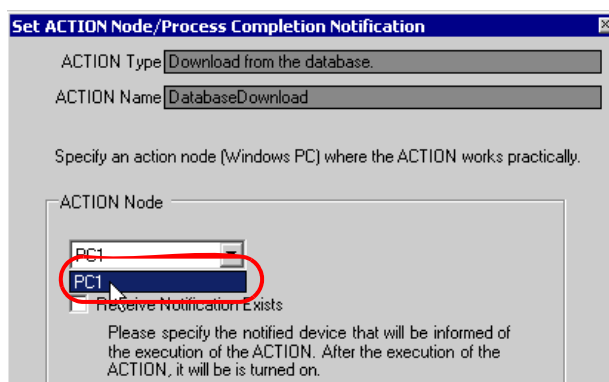 Set ACTION Node/Process Completion Notification
ACTION Type Download from the database.
ACTION Name DatabaseDownload
Specify an action node (Windows PC) where the ACTION works practically.
ACTION Node
PC1
PC1
Receive Notification Exists
Please specify the notified device that will be informed of
the execution of the ACTION. After the execution of the
ACTION, it will be is turned on.